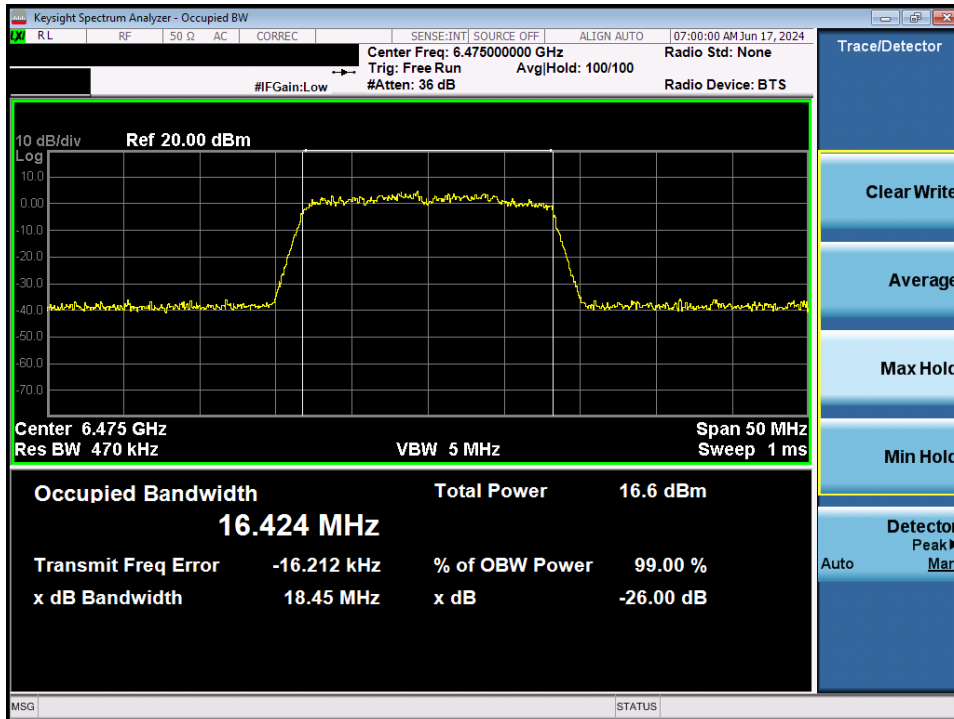 Keysight Spectrum Analyzer - Occupied BW
LXI RL RF 50 Ω AC CORREC SENSE:INT SOURCE OFF ALIGN AUTO 07:00:00 AM Jun 17, 2024
Center Freq: 6.475000000 GHz Radio Std: None
Trig: Free Run Avg|Hold: 100/100
#IFGain:Low #Atten: 36 dB Radio Device: BTS
Trace/Detector
10 dB/div Ref 20.00 dBm
Log
10.0
0.00
-10.0
-20.0
-30.0
-40.0
-50.0
-60.0
-70.0
Center 6.475 GHz Span 50 MHz
Res BW 470 kHz VBW 5 MHz Sweep 1 ms
Occupied Bandwidth Total Power 16.6 dBm
16.424 MHz
Transmit Freq Error -16.212 kHz % of OBW Power 99.00 %
x dB Bandwidth 18.45 MHz x dB -26.00 dB
Clear Write
Average
Max Hold
Min Hold
Detector
Peak
Auto Man
MSG STATUS